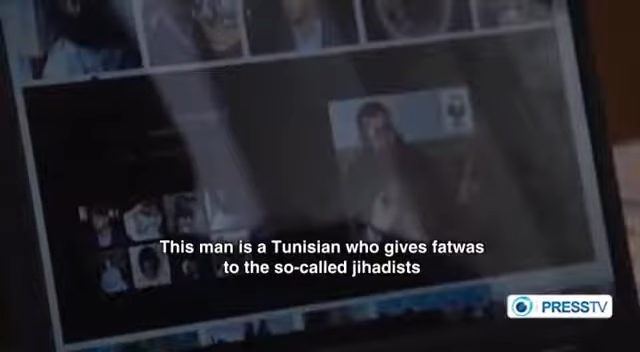 This man is a Tunisian who gives fatwas
to the so-called jihadists
PRESSTV